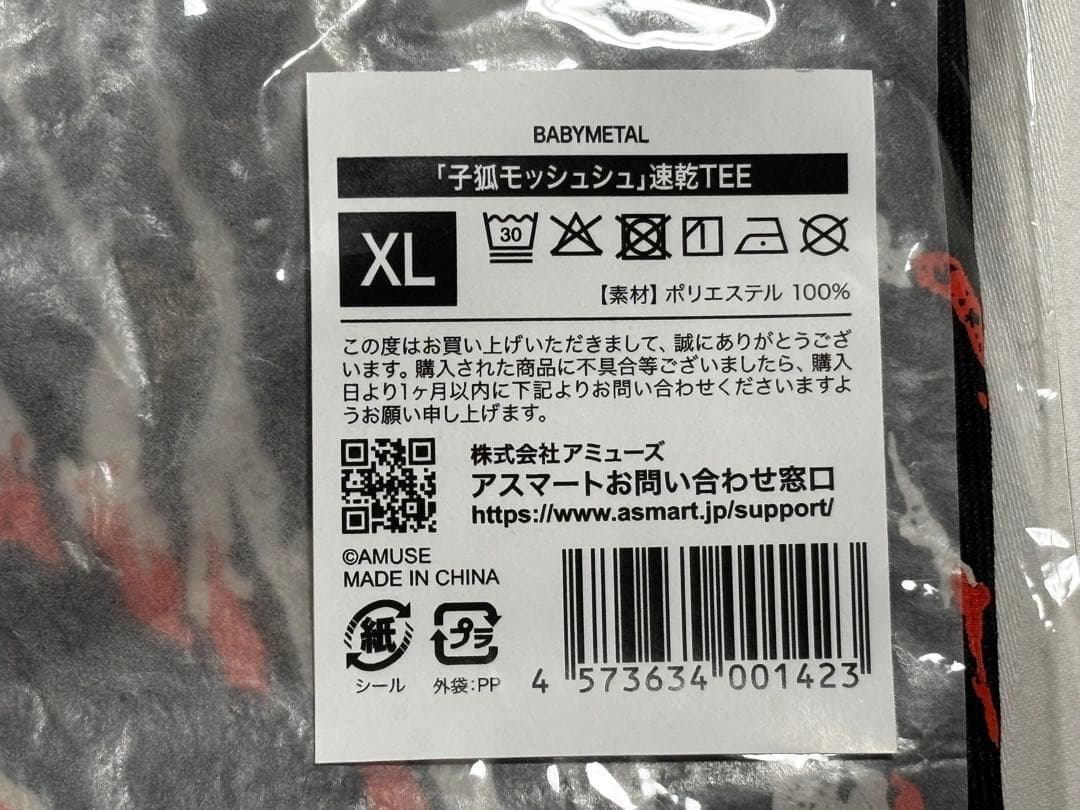 BABYMETAL
「子狐モッシュシュ」速乾TEE
XL
30
【素材】ポリエステル 100%
この度はお買い上げいただきまして、誠にありがとうござ
います。購入された商品に不具合等ございましたら、購入
日より1ヶ月以内に下記よりお問い合わせくださいますよ
うお願い申し上げます。
株式会社アミューズ
アスマートお問い合わせ窓口
https://www.asmart.jp/support/
©AMUSE
MADE IN CHINA
紙
プラ
シール
外袋:PP
4 573634 001423